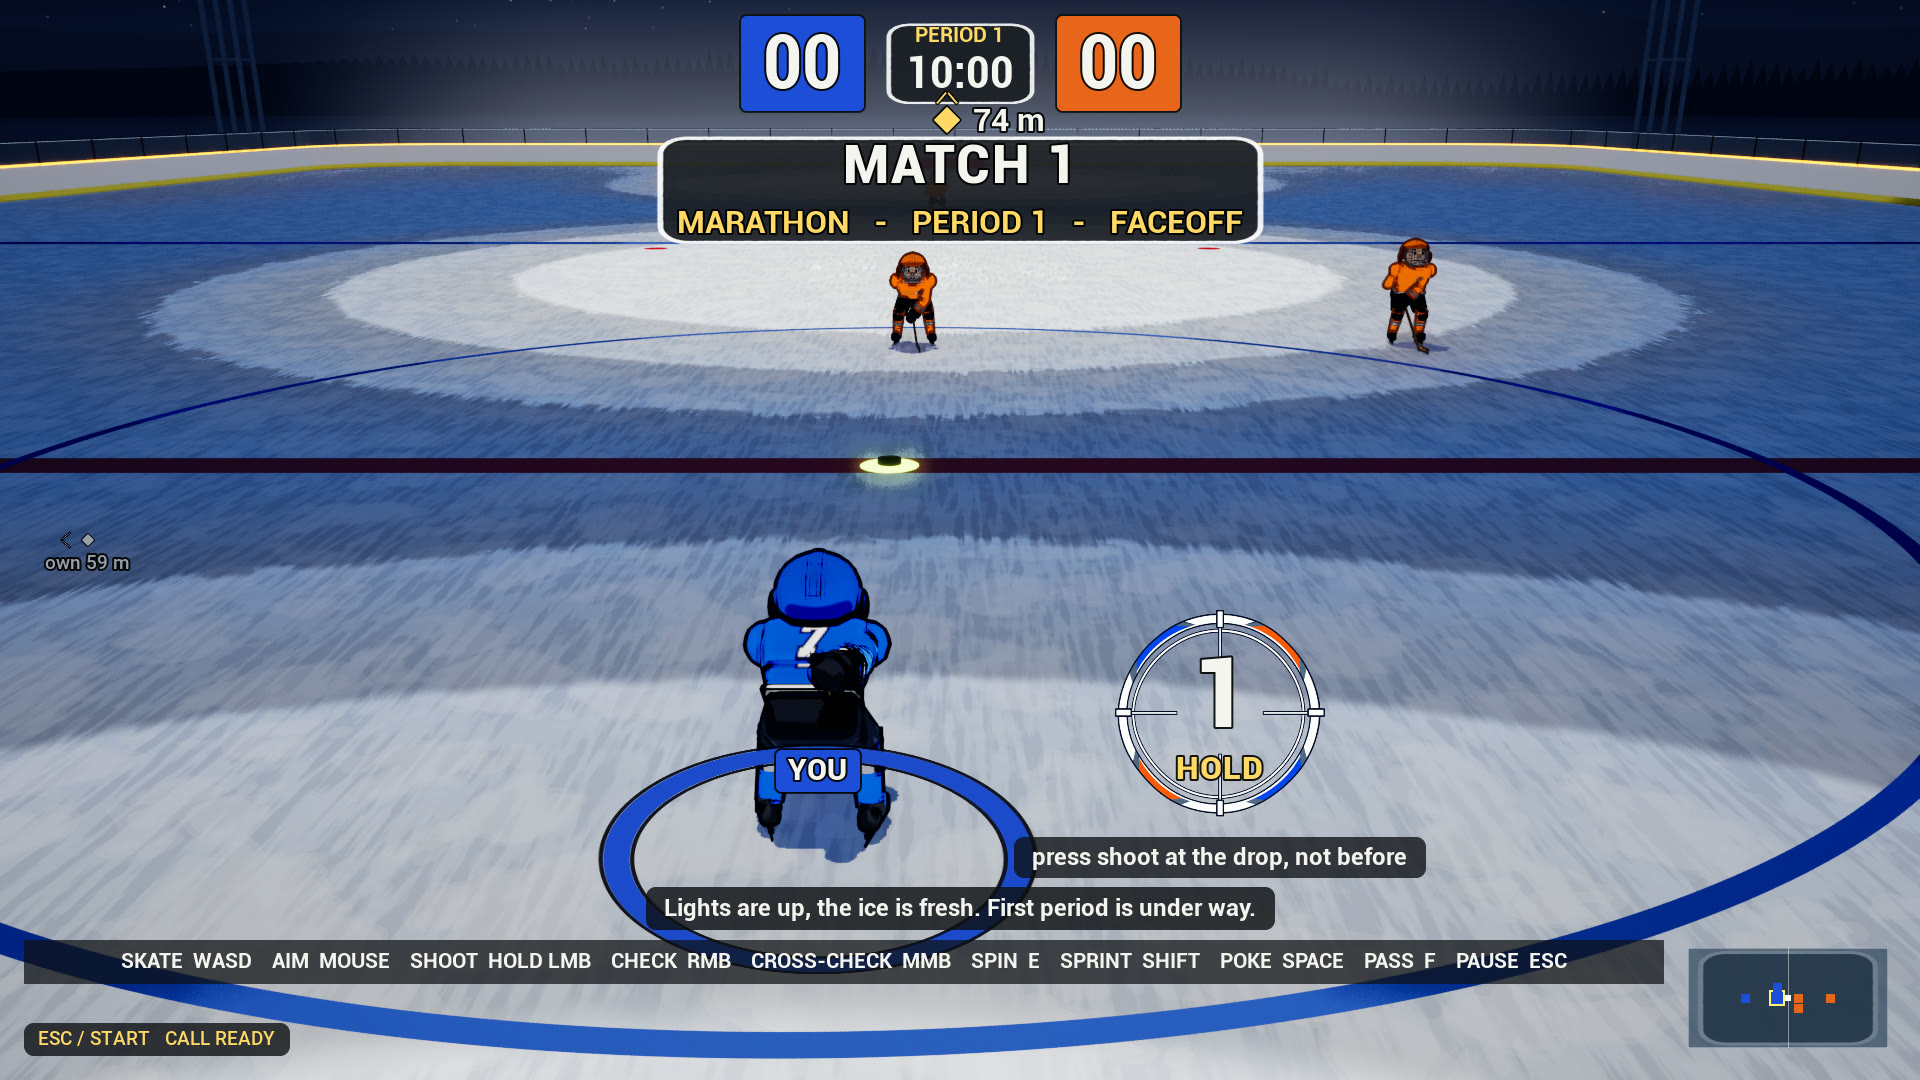 00
PERIOD 1
10:00
00
74 m
MATCH 1
MARATHON - PERIOD 1 - FACEOFF
own 59 m
7
1
HOLD
YOU
press shoot at the drop, not before
Lights are up, the ice is fresh. First period is under way.
SKATE WASD AIM MOUSE SHOOT HOLD LMB CHECK RMB CROSS-CHECK MMB SPIN E SPRINT SHIFT POKE SPACE PASS F PAUSE ESC
ESC / START CALL READY